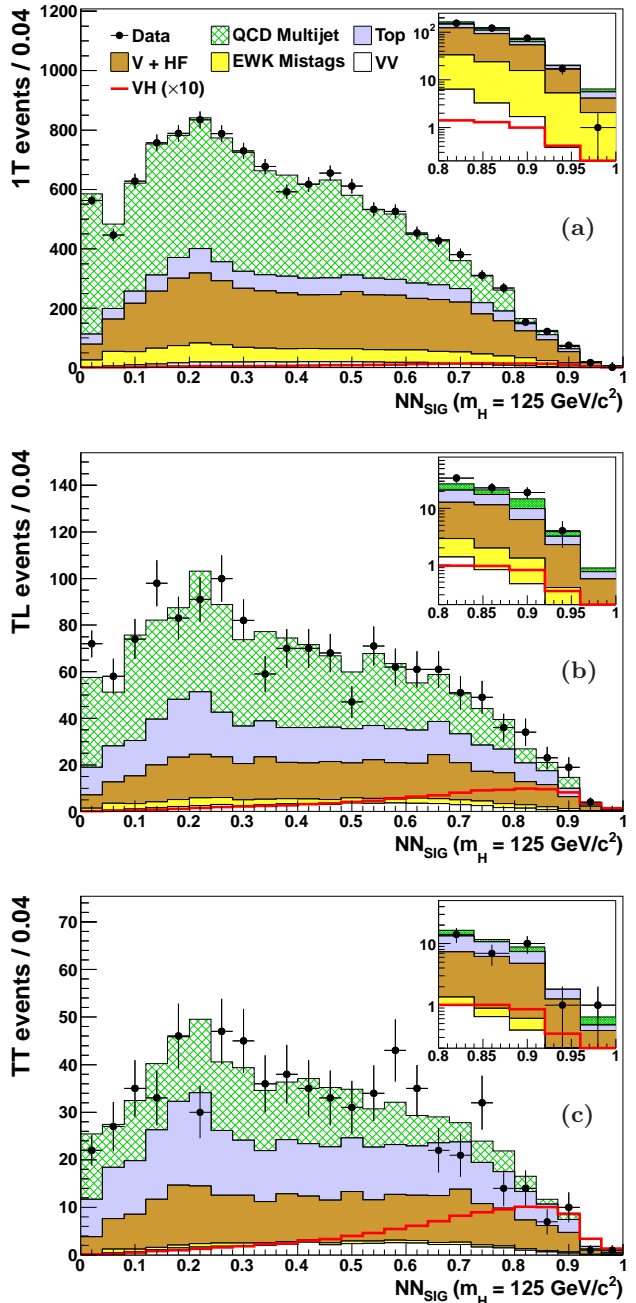 Data
QCD Multijet
Top
V + HF
EWK Mistags
VV
VH (×10)
1T events / 0.04
1200
1000
800
600
400
200
0
10²
10
1
0.8 0.85 0.9 0.95 1
(a)
0 0.1 0.2 0.3 0.4 0.5 0.6 0.7 0.8 0.9 1
NN_SIG (m_H = 125 GeV/c²)
TL events / 0.04
140
120
100
80
60
40
20
0
10
1
0.8 0.85 0.9 0.95 1
(b)
0 0.1 0.2 0.3 0.4 0.5 0.6 0.7 0.8 0.9 1
NN_SIG (m_H = 125 GeV/c²)
TT events / 0.04
70
60
50
40
30
20
10
0
10
1
0.8 0.85 0.9 0.95 1
(c)
0 0.1 0.2 0.3 0.4 0.5 0.6 0.7 0.8 0.9 1
NN_SIG (m_H = 125 GeV/c²)